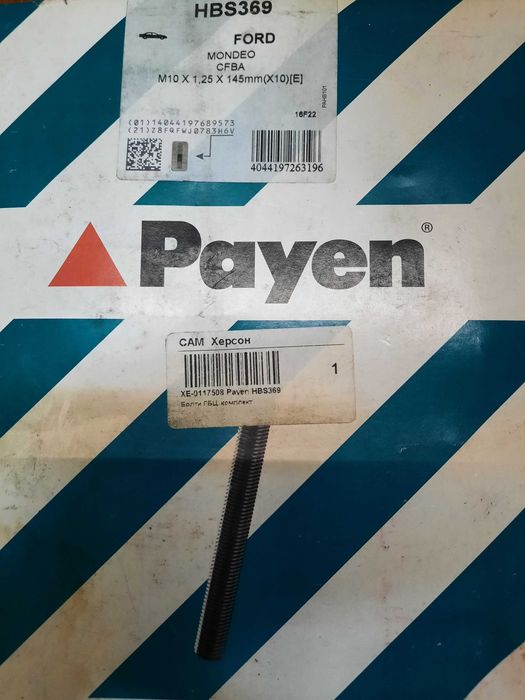 HBS369
FORD
MONDEO
CFBA
M10 X 1,25 X 145mm(X10)[E]
PAHB101
16F22
(01)14044197689573
(21)Z8FQFWJ0783H6V
4044197263196
Payen®
САМ Херсон
1
XE-0117508 Payen HBS369
Болти ГБЦ, комплект